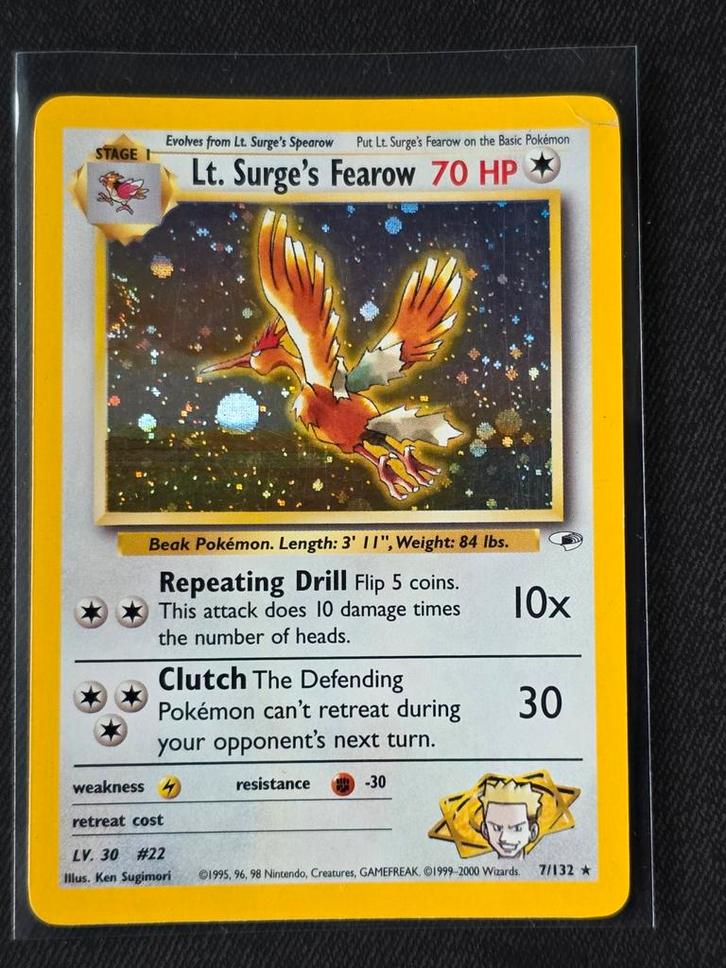 Evolves from Lt. Surge's Spearow    Put Lt. Surge's Fearow on the Basic Pokémon
STAGE 1
Lt. Surge's Fearow 70 HP
Beak Pokémon. Length: 3' 11", Weight: 84 lbs.
Repeating Drill Flip 5 coins.
This attack does 10 damage times
the number of heads.
10x
Clutch The Defending
Pokémon can't retreat during
your opponent's next turn.
30
weakness    resistance    -30
retreat cost
LV. 30 #22
Illus. Ken Sugimori    ©1995, 96, 98 Nintendo, Creatures, GAMEFREAK. ©1999-2000 Wizards.    7/132 ★